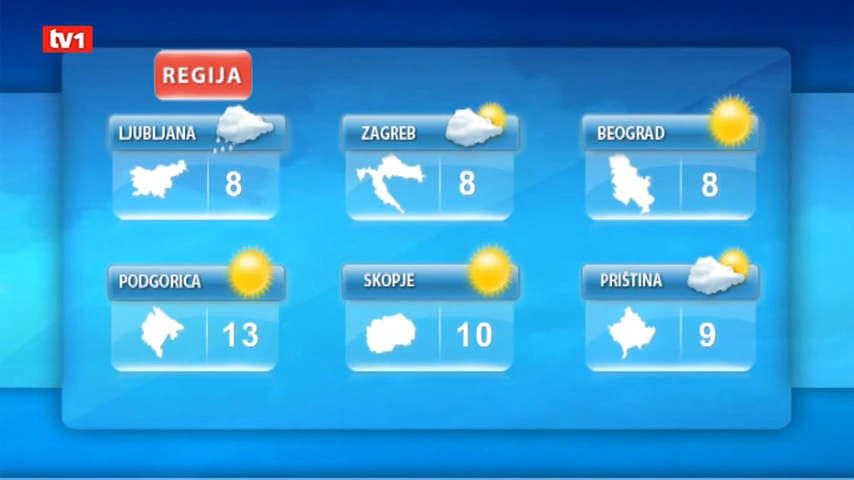 tv1
REGIJA
LJUBLJANA
8
ZAGREB
8
BEOGRAD
8
PODGORICA
13
SKOPJE
10
PRIŠTINA
9